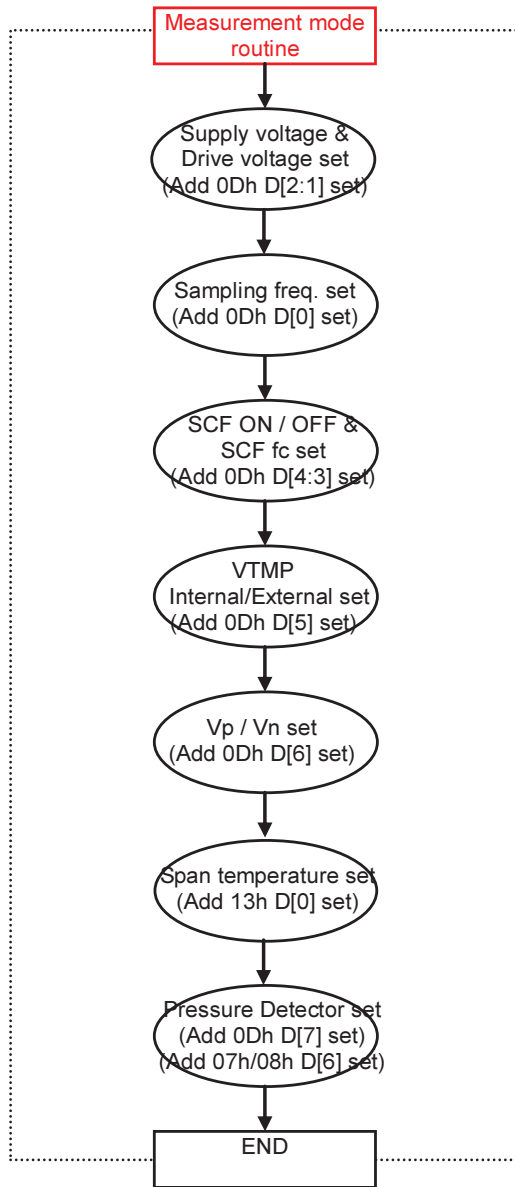 Measurement mode
routine
Supply voltage &
Drive voltage set
(Add 0Dh D[2:1] set)
Sampling freq. set
(Add 0Dh D[0] set)
SCF ON / OFF &
SCF fc set
(Add 0Dh D[4:3] set)
VTMP
Internal/External set
(Add 0Dh D[5] set)
Vp / Vn set
(Add 0Dh D[6] set)
Span temperature set
(Add 13h D[0] set)
Pressure Detector set
(Add 0Dh D[7] set)
(Add 07h/08h D[6] set)
END